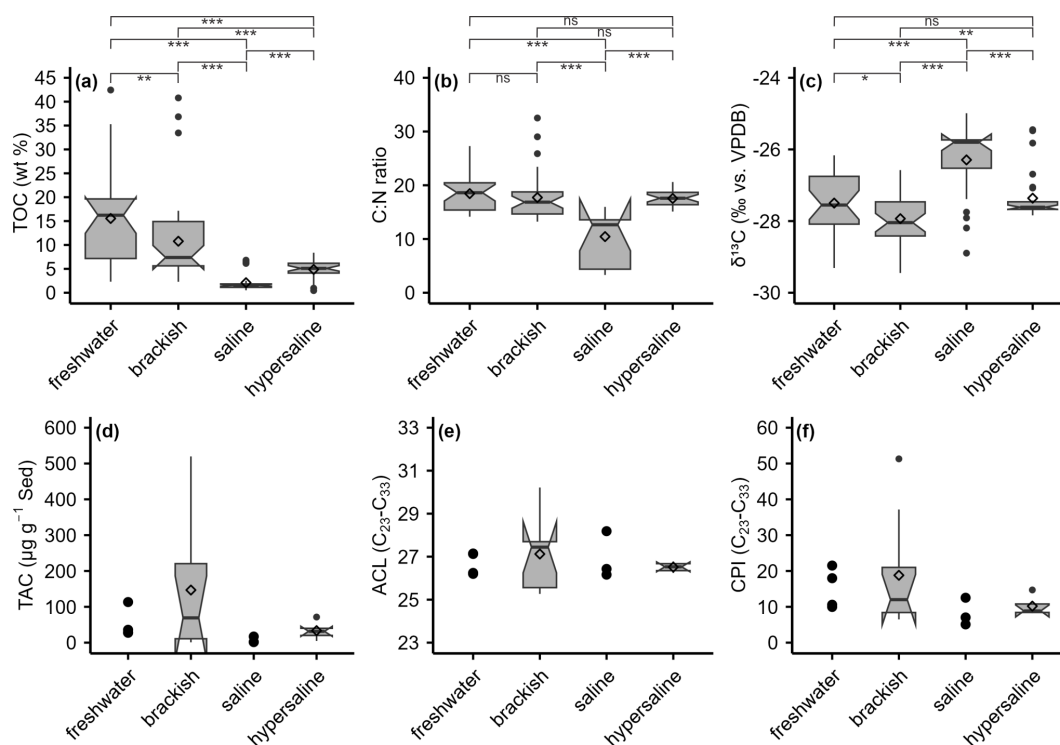 *** ns ns
*** ns **
*** *** ***
*** *** ***
** *** ns *** * ***
(a) (b) (c)
TOC (wt %)
45
40
35
30
25
20
15
10
5
0
freshwater
brackish
saline
hypersaline
C:N ratio
40
30
20
10
0
freshwater
brackish
saline
hypersaline
δ¹³C (‰ vs. VPDB)
-24
-26
-28
-30
freshwater
brackish
saline
hypersaline
(d)
TAC (µg g⁻¹ Sed)
600
500
400
300
200
100
0
freshwater
brackish
saline
hypersaline
(e)
ACL (C₂₃-C₃₃)
33
31
29
27
25
23
freshwater
brackish
saline
hypersaline
(f)
CPI (C₂₃-C₃₃)
60
50
40
30
20
10
0
freshwater
brackish
saline
hypersaline